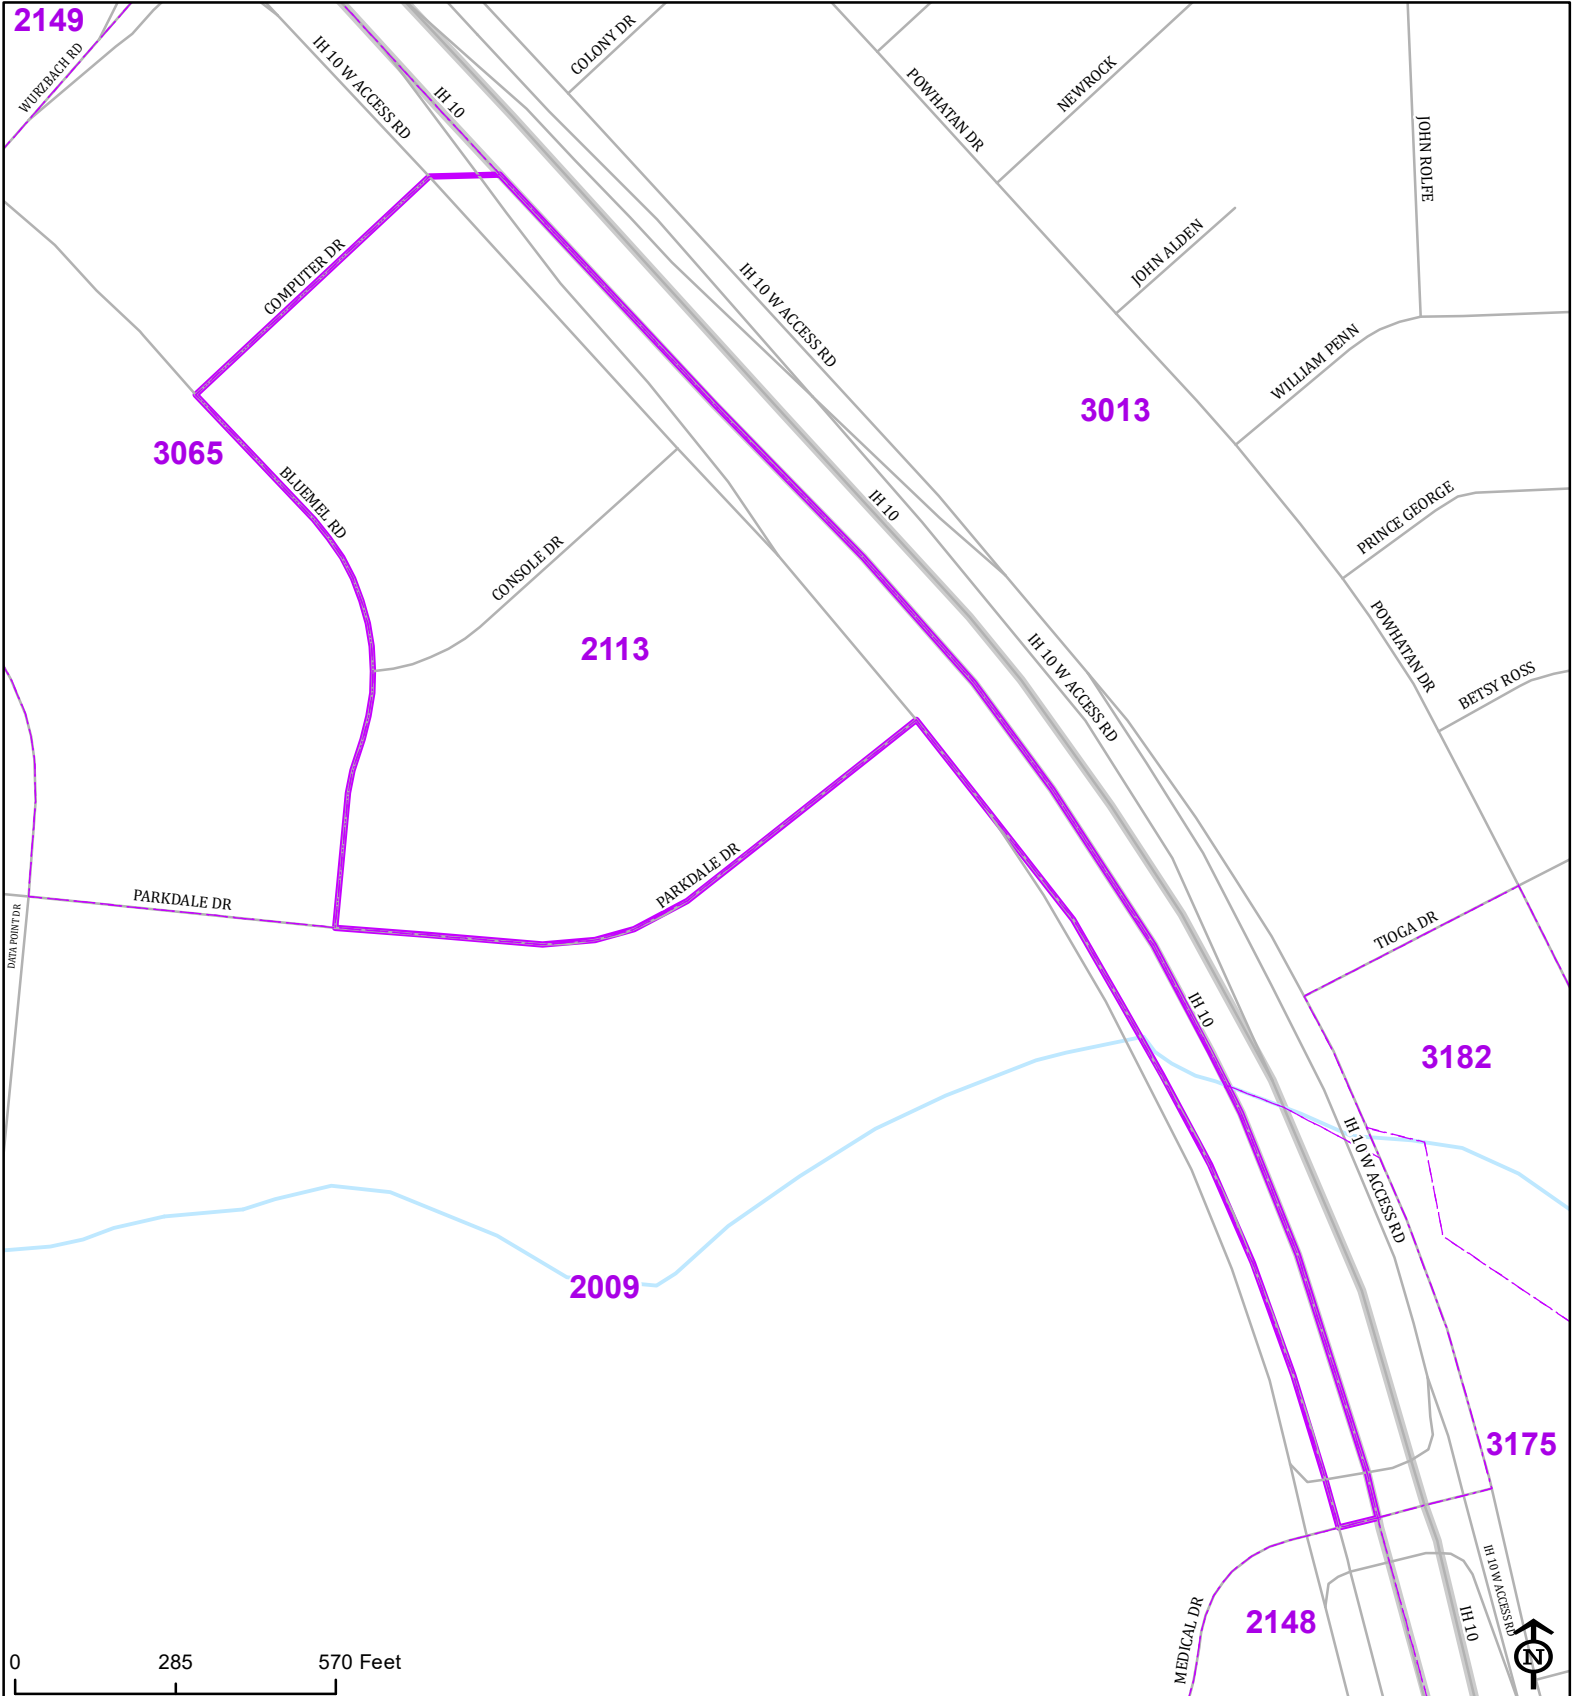 2149
WURZBACH RD
IH 10 W ACCESS RD
IH 10
COLONY DR
POWHATAN DR
NEWROCK
JOHN ROLFE
JOHN ALDEN
COMPUTER DR
IH 10 W ACCESS RD
WILLIAM PENN
3013
3065
BLUEMEL RD
IH 10
PRINCE GEORGE
CONSOLE DR
2113
IH 10 W ACCESS RD
POWHATAN DR
BETSY ROSS
PARKDALE DR
PARKDALE DR
DATA POINT DR
TIOGA DR
IH 10
3182
IH 10 W ACCESS RD
2009
3175
IH 10 W ACCESS RD
MEDICAL DR
2148
IH 10
N
0 285 570 Feet